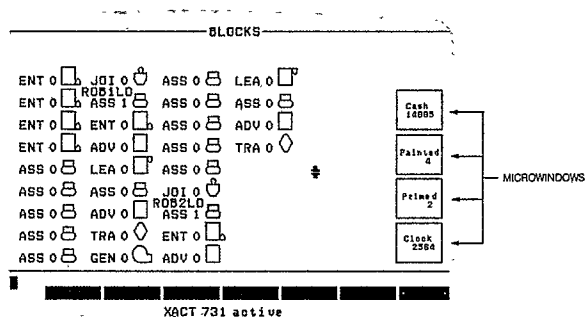 BLOCKS
ENT 0 JOI 0 ASS 0 LEA 0
ROB1LD
ENT 0 ASS 1 ASS 0 ASS 0
ENT 0 ENT 0 ASS 0 ADV 0
ENT 0 ADV 0 ASS 0 TRA 0
ASS 0 LEA 0 ASS 0
ASS 0 ASS 0 JOI 0
ROB2LD
ASS 0 ADV 0 ASS 1
ASS 0 TRA 0 ENT 0
ASS 0 GEN 0 ADV 0
Cash
14005
Painted
4
Primed
2
Clock
2564
MICROWINDOWS
XACT 731 active